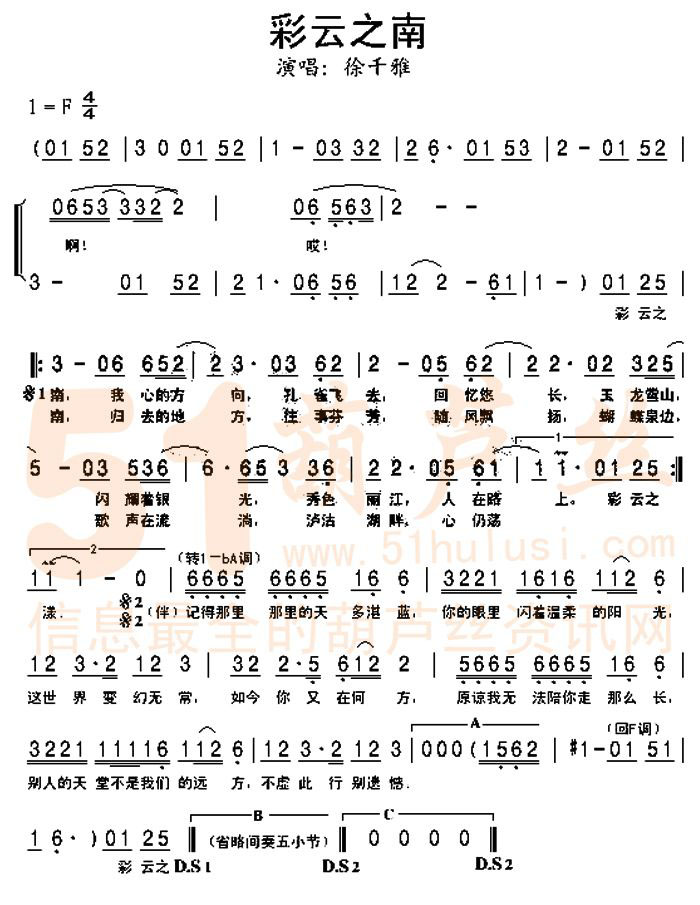 彩云之南
演唱：徐千雅
1 = F 4/4
( 01 52 | 3 0 01 52 | 1 - 03 32 | 2 6· 01 53 | 2 - 01 52 |
0653 332 2 | 06 563 | 2 - -
啊！ 哎！
3 - 01 52 | 2 1· 06 56 | 12 2 - 61 | 1 - ) 01 25 |
彩 云之
3 - 06 652 | 2 3· 03 62 | 2 - 05 62 | 2 2· 02 325 |
1 南， 我 心的方 向， 孔 雀飞 去， 回 忆悠 长， 玉 龙雪山，
南， 归 去的地 方， 往 事芬 芳， 随 风飘 扬， 蝴 蝶泉边，
1
5 - 03 536 | 6· 65 3 36 | 2 2· 05 61 | 1 1· 01 25 :
闪 耀着银 光， 秀色 丽江， 人 在路 上。 彩 云之
歌 声在流 淌， 泸沽 湖畔， 心 仍荡
www.51hulusi.com
2 (转1=bA调)
11 1 - 0 | 6665 6665 16 6 | 3221 1616 112 6 |
漾。 2 (伴) 记得那里 那里的天 多湛 蓝， 你的眼里 闪着温柔 的阳 光，
51葫芦丝
信息最全的葫芦丝资讯网
12 3·2 12 3 | 32 2·5 612 2 | 5665 6665 16 6 |
这世 界变 幻无 常， 如今 你 又 在何 方， 原谅我无 法陪你走 那么 长，
A (回F调)
3221 11116 112 6 | 12 3·2 12 3 | 000 ( 1562 | #1 - 01 51 |
别人的天 堂不是我们 的远 方，不虚 此 行 别遗 憾。
B C
1 6· ) 01 25 (省略间奏五小节) 0 0 0 0
彩 云之 D.S 1 D.S 2 D.S 2